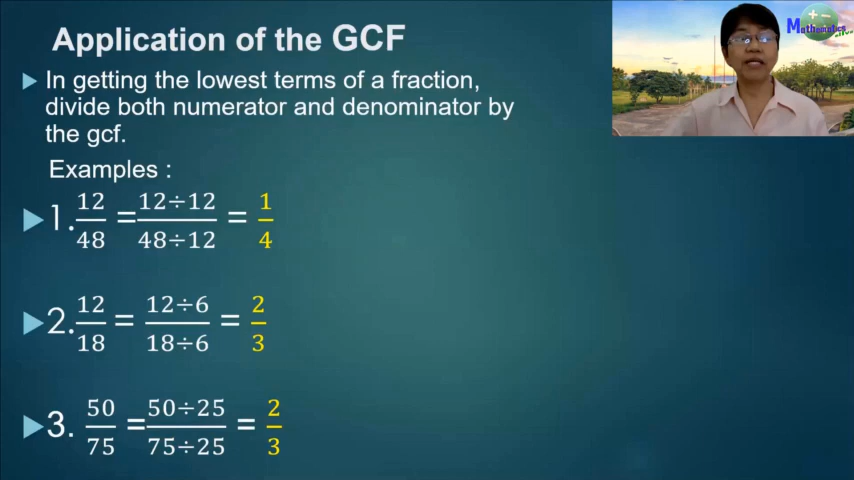 Application of the GCF
In getting the lowest terms of a fraction,
divide both numerator and denominator by
the gcf.
Examples :
1. 12/48 = 12÷12/48÷12 = 1/4
2. 12/18 = 12÷6/18÷6 = 2/3
3. 50/75 = 50÷25/75÷25 = 2/3
Mathematics